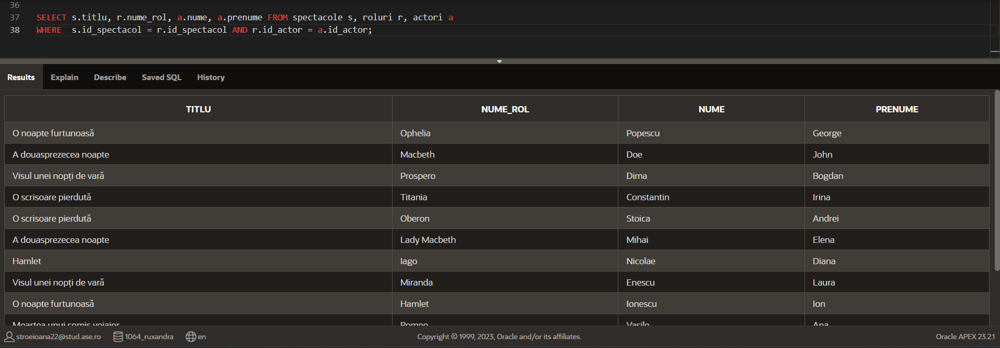 36
37 SELECT s.titlu, r.nume_rol, a.nume, a.prenume FROM spectacole s, roluri r, actori a
38 WHERE  s.id_spectacol = r.id_spectacol AND r.id_actor = a.id_actor;
Results Explain Describe Saved SQL History
TITLU NUME_ROL NUME PRENUME
O noapte furtunoasă Ophelia Popescu George
A douasprezecea noapte Macbeth Doe John
Visul unei nopți de vară Prospero Dima Bogdan
O scrisoare pierdută Titania Constantin Irina
O scrisoare pierdută Oberon Stoica Andrei
A douasprezecea noapte Lady Macbeth Mihai Elena
Hamlet Iago Nicolae Diana
Visul unei nopți de vară Miranda Enescu Laura
O noapte furtunoasă Hamlet Ionescu Ion
Moartea unui comis voiajor Romeo Vasile Ana
stroeioana22@stud.ase.ro 1064_ruxandra en Copyright © 1999, 2023, Oracle and/or its affiliates. Oracle APEX 23.2.1